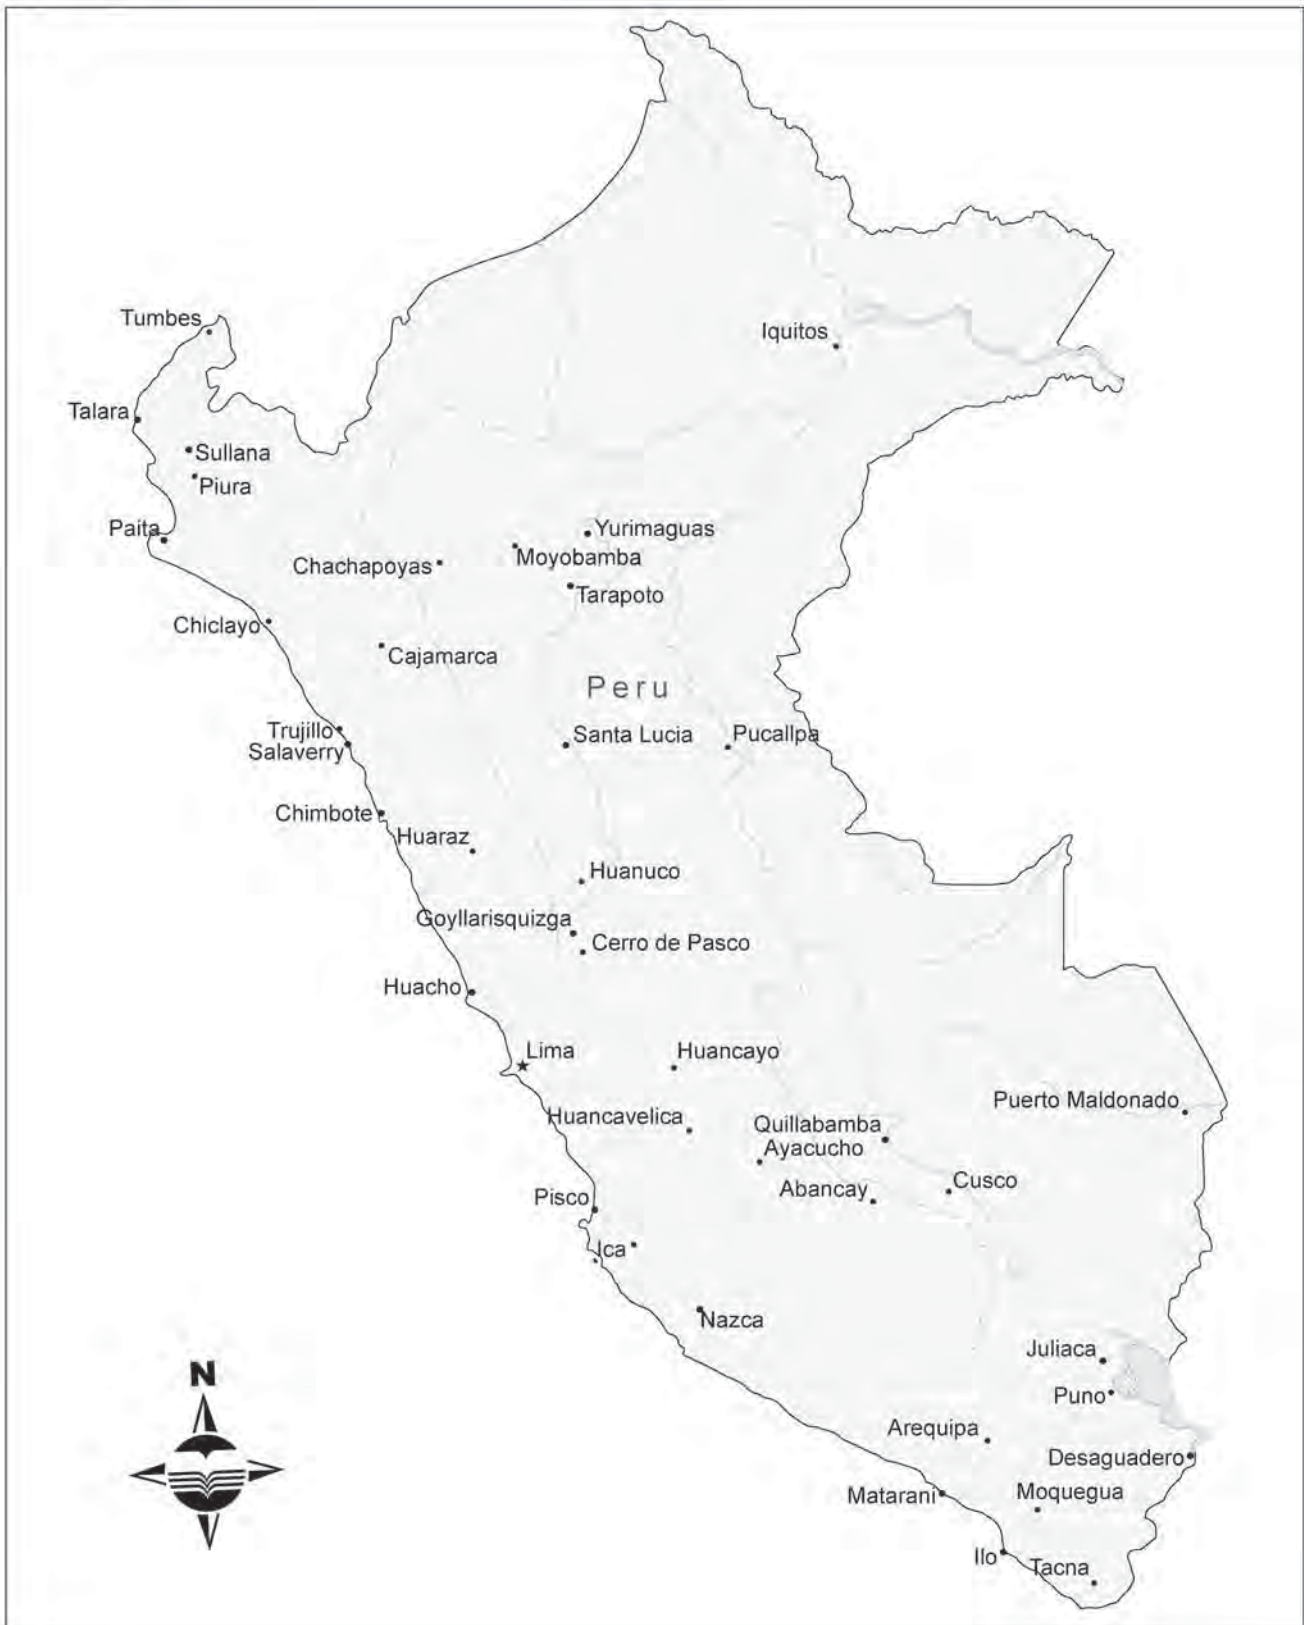 Tumbes
Iquitos
Talara
Sullana
Piura
Paita
Yurimaguas
Moyobamba
Chachapoyas
Tarapoto
Chiclayo
Cajamarca
Peru
Trujillo
Santa Lucia
Pucallpa
Salaverry
Chimbote
Huaraz
Huanuco
Goyllarisquizga
Cerro de Pasco
Huacho
Lima
Huancayo
Puerto Maldonado
Huancavelica
Quillabamba
Ayacucho
Cusco
Abancay
Pisco
Ica
Nazca
Juliaca
N
Puno
Arequipa
Desaguadero
Matarani
Moquegua
Ilo
Tacna